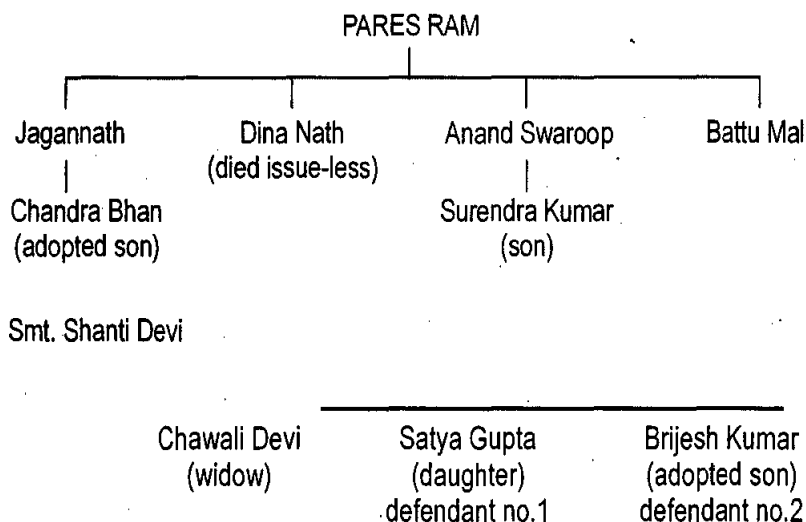 PARES RAM
Jagannath Dina Nath Anand Swaroop Battu Mal
(died issue-less)
Chandra Bhan Surendra Kumar
(adopted son) (son)
Smt. Shanti Devi
Chawali Devi Satya Gupta Brijesh Kumar
(widow) (daughter) (adopted son)
defendant no.1 defendant no.2